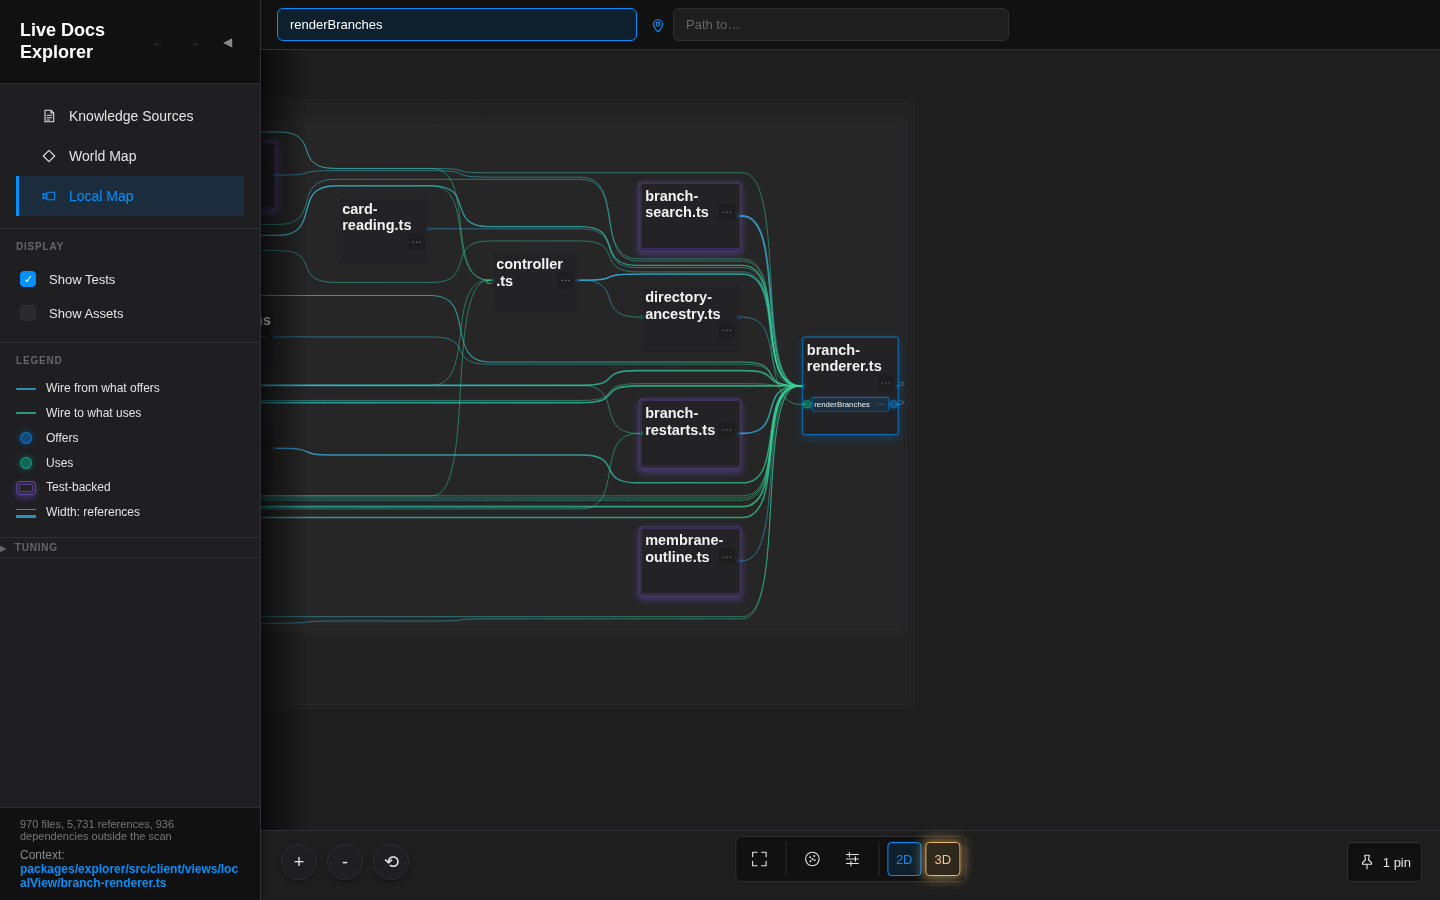 Live Docs
Explorer
renderBranches
Path to…
Knowledge Sources
World Map
Local Map
DISPLAY
Show Tests
Show Assets
LEGEND
Wire from what offers
Wire to what uses
Offers
Uses
Test-backed
Width: references
TUNING
970 files, 5,731 references, 936
dependencies outside the scan
Context:
packages/explorer/src/client/views/loc
alView/branch-renderer.ts
card-
reading.ts
controller
.ts
branch-
search.ts
directory-
ancestry.ts
branch-
restarts.ts
membrane-
outline.ts
branch-
renderer.ts
renderBranches
+
-
2D
3D
1 pin